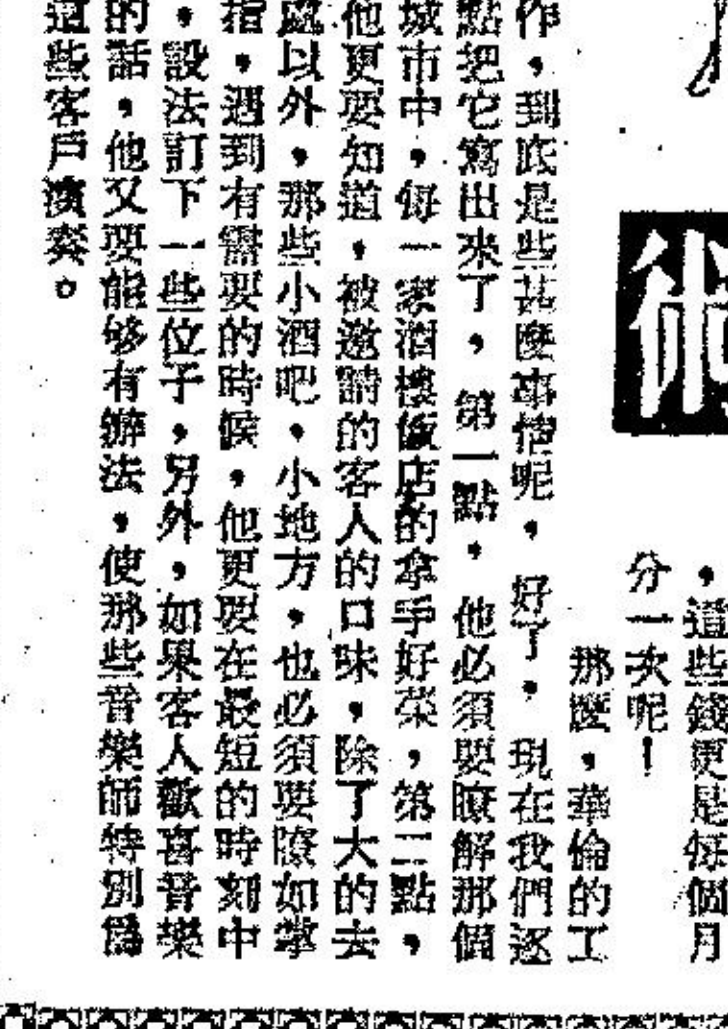 術
，這些錢更是每個月
分一次呢！
那麼，華倫的工
作，到底是些甚麼事情呢，好了，現在我們逐
點把它寫出來了，第一點，他必須要瞭解那個
城市中，每一家酒樓飯店的拿手好菜，第二點，
他更要知道，被邀請的客人的口味，除了大的去
處以外，那些小酒吧，小地方，也必須要瞭如掌
指，遇到有需要的時候，他更要在最短的時刻中
，設法訂下一些位子，另外，如果客人歡喜音樂
的話，他又要能够有辦法，使那些音樂師特別爲
這些客戶演奏。